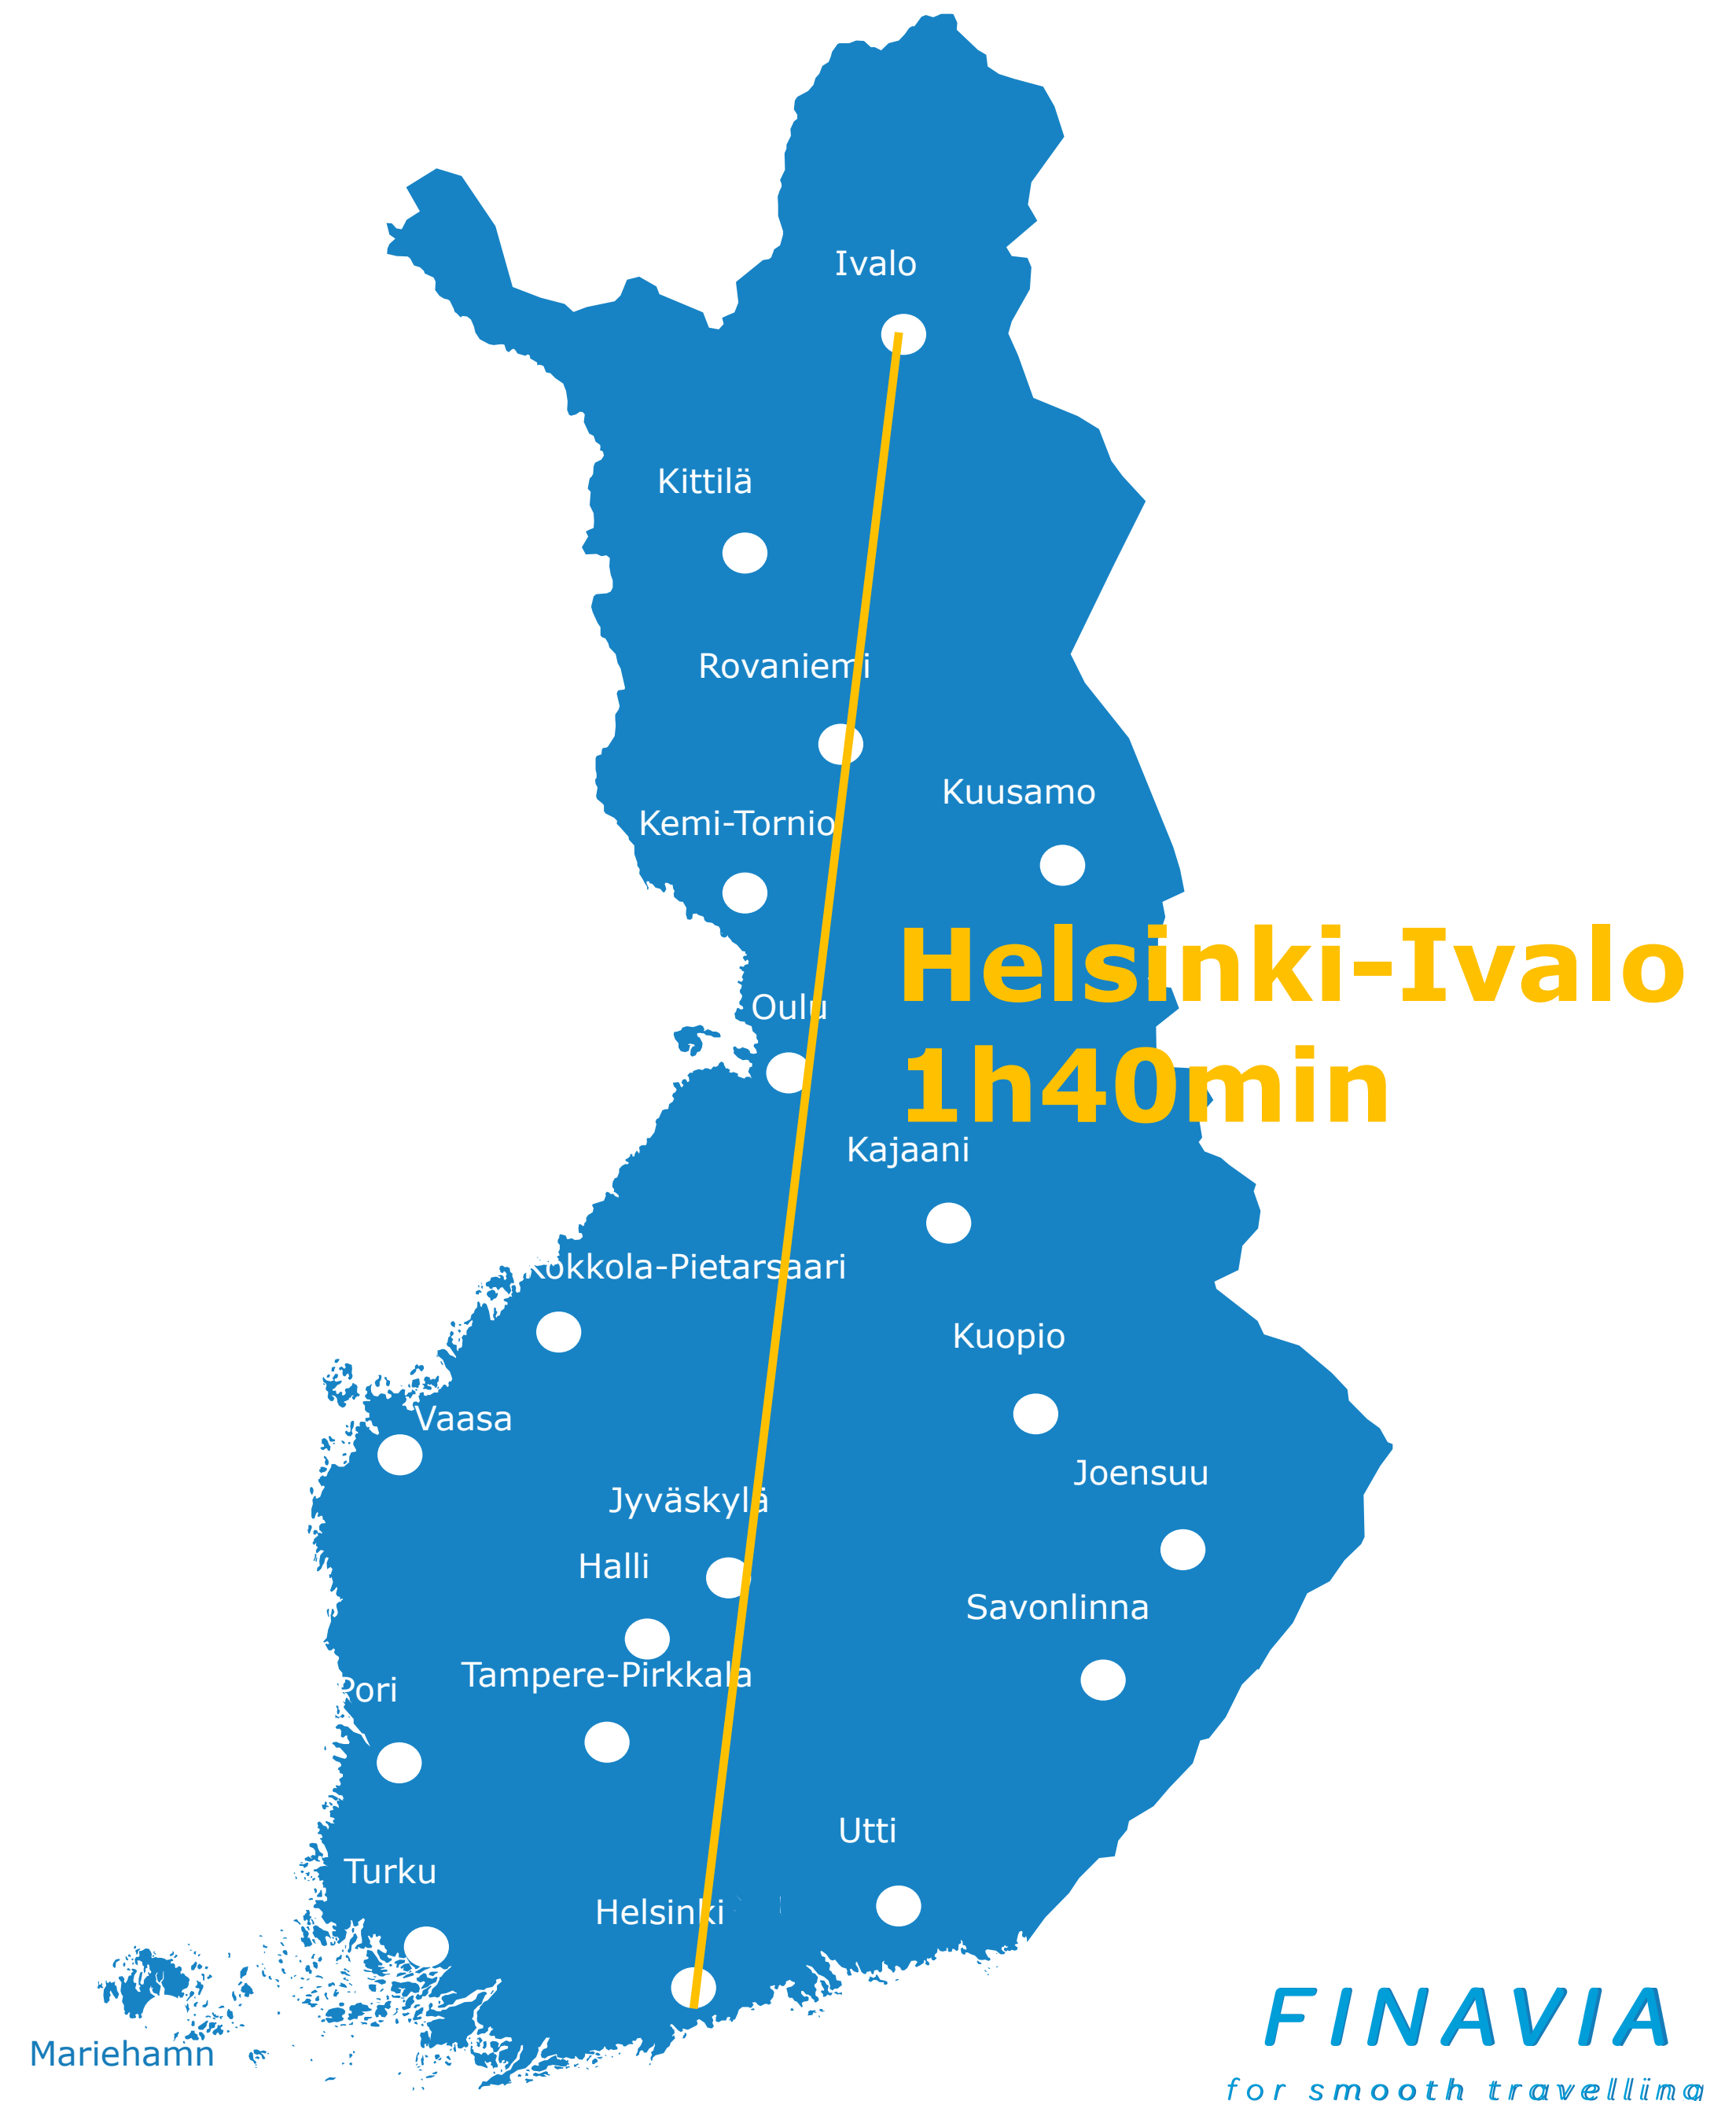 Ivalo
Kittilä
Rovaniemi
Kuusamo
Kemi-Tornio
Helsinki–Ivalo
1h40min
Oulu
Kajaani
Kokkola-Pietarsaari
Kuopio
Vaasa
Joensuu
Jyväskylä
Halli
Savonlinna
Tampere-Pirkkala
Pori
Utti
Turku
Helsinki
Mariehamn
FINAVIA
for smooth travelling